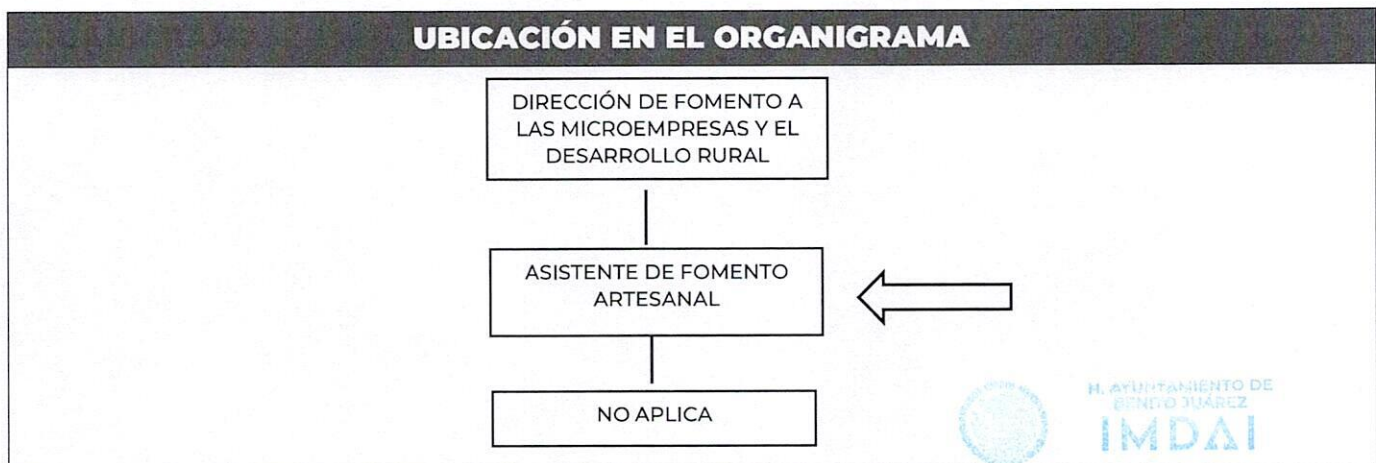 UBICACIÓN EN EL ORGANIGRAMA
DIRECCIÓN DE FOMENTO A
LAS MICROEMPRESAS Y EL
DESARROLLO RURAL
ASISTENTE DE FOMENTO
ARTESANAL
NO APLICA
H. AYUNTAMIENTO DE
BENITO JUÁREZ
IMDAI